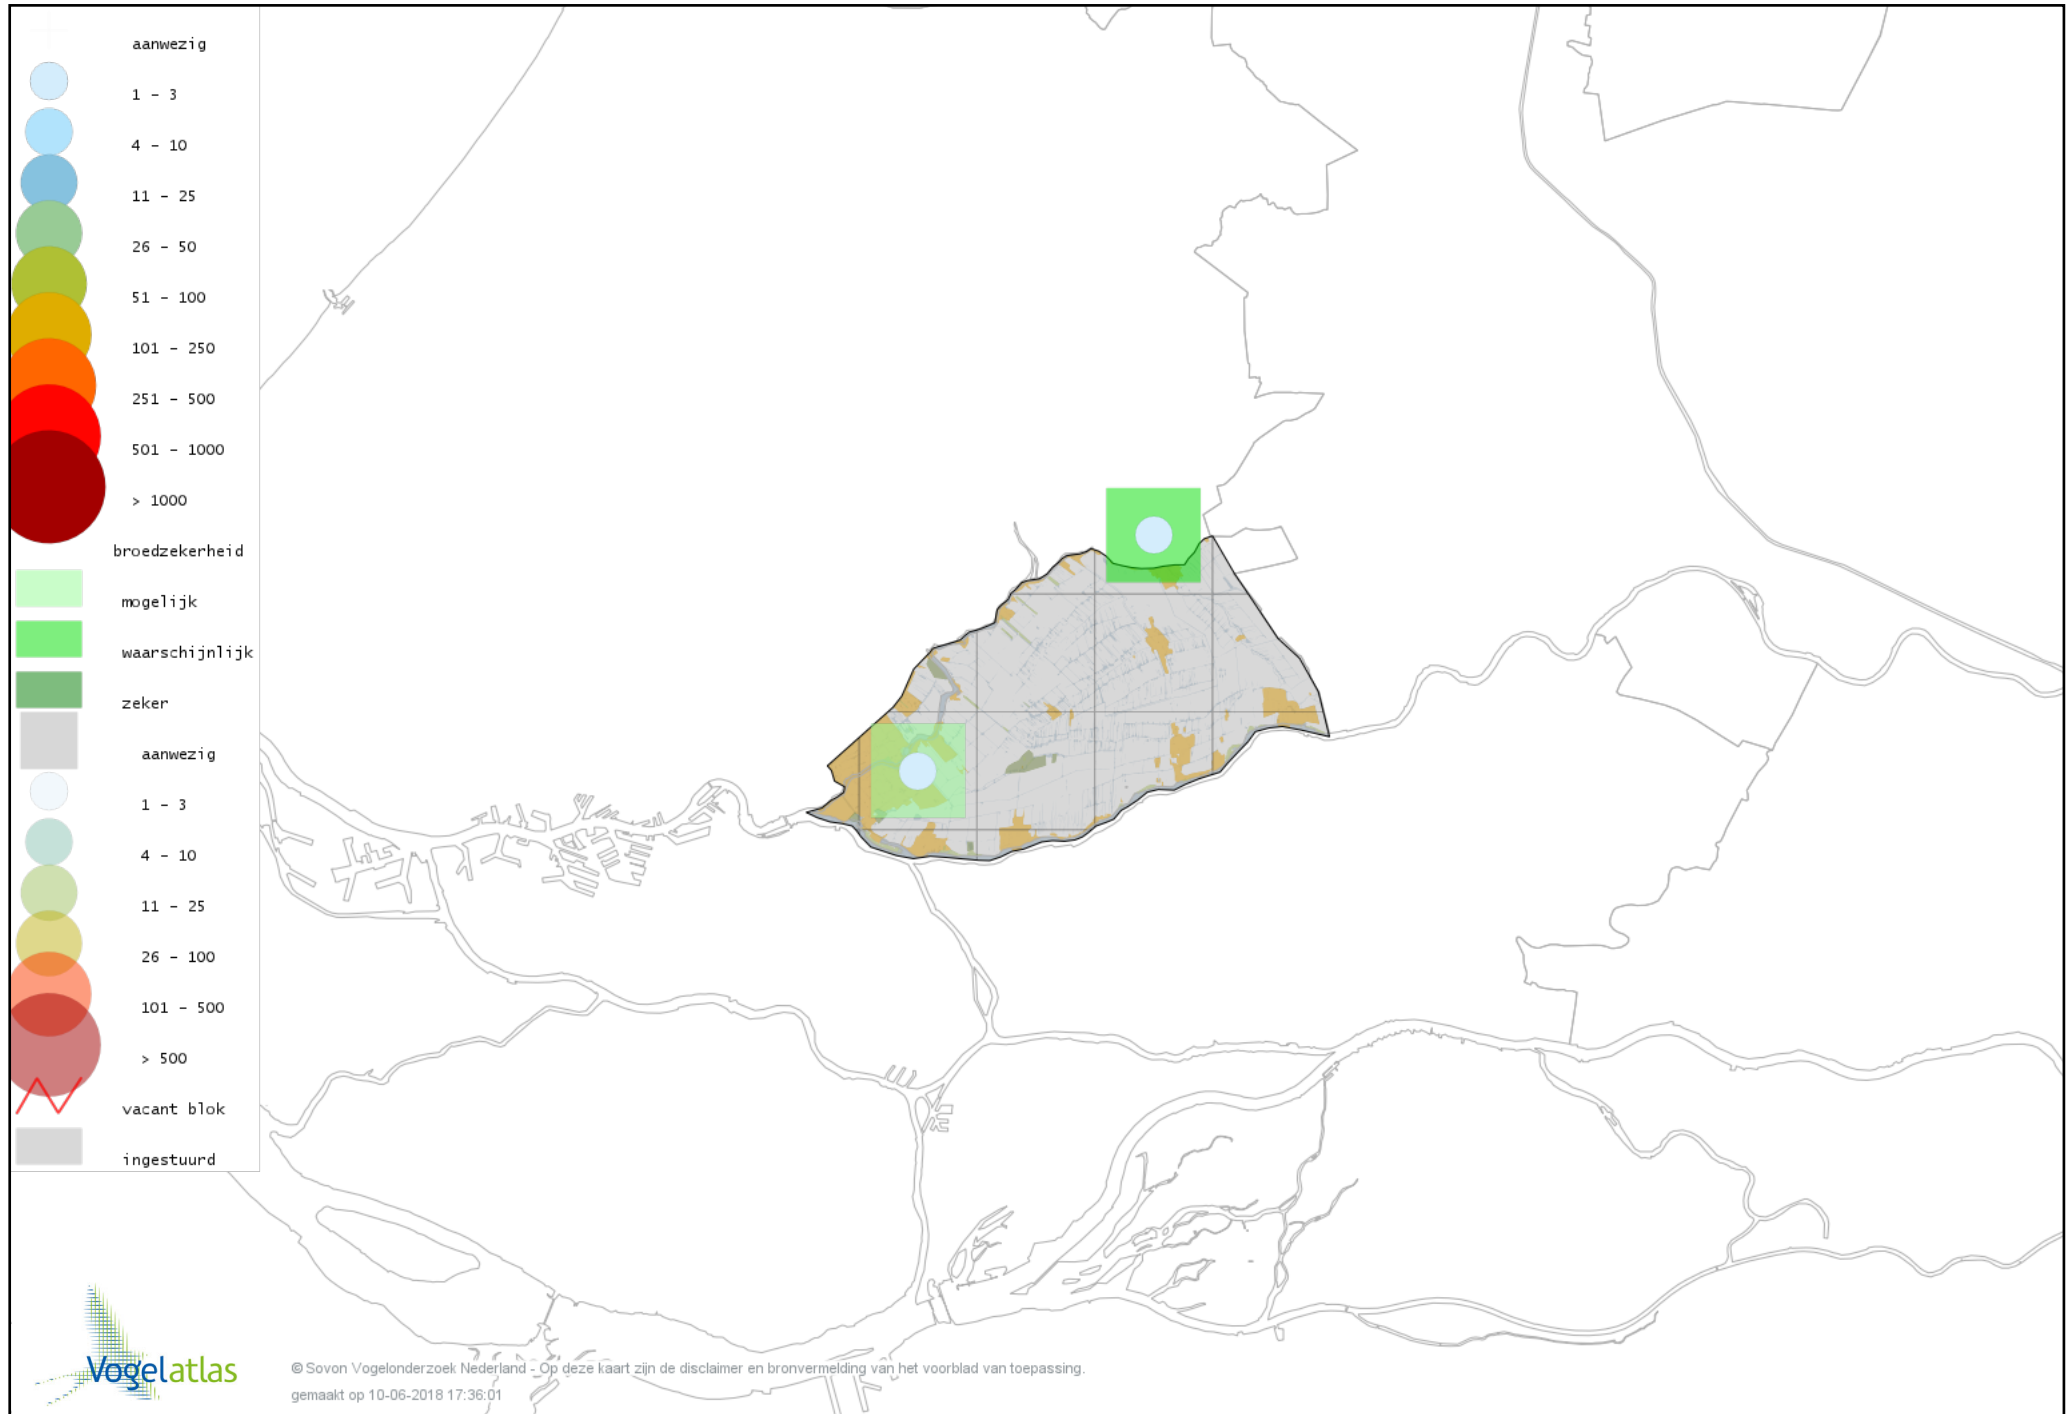 aanwezig
1 - 3
4 - 10
11 - 25
26 - 50
51 - 100
101 - 250
251 - 500
501 - 1000
> 1000
broedzekerheid
mogelijk
waarschijnlijk
zeker
aanwezig
1 - 3
4 - 10
11 - 25
26 - 100
101 - 500
> 500
vacant blok
ingestuurd
Vogelatlas
© Sovon Vogelonderzoek Nederland - Op deze kaart zijn de disclaimer en bronvermelding van het voorblad van toepassing.
gemaakt op 10-06-2018 17:36:01